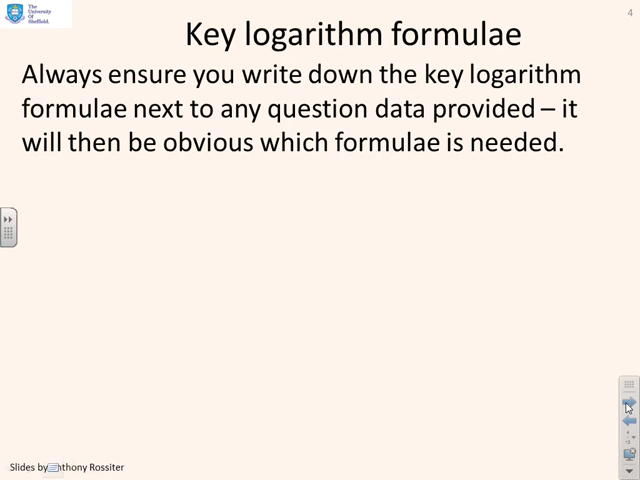 The
University
Of
Sheffield.
4
Key logarithm formulae
Always ensure you write down the key logarithm
formulae next to any question data provided – it
will then be obvious which formulae is needed.
Slides by nthony Rossiter